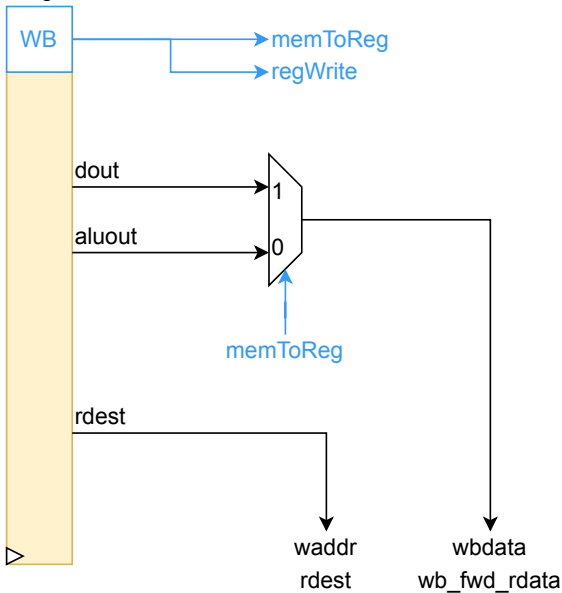 WB
memToReg
regWrite
dout
1
aluout
0
memToReg
rdest
waddr
wbdata
rdest
wb_fwd_rdata